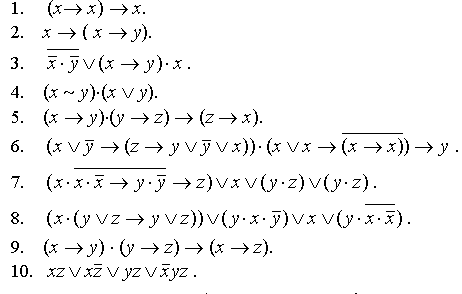 1. (x→ x) → x.
2. x → ( x → y).
3. x̅̅ ̅·̅ ̅y̅̅ ∨ (x → y)· x .
4. (x ~ y)·(x ∨ y).
5. (x → y)·(y → z) → (z → x).
6. (x ∨ y̅ → (z → y ∨ y̅ ∨ x)) · (x ∨ x → (̅x̅ ̅→̅ ̅x̅)̅) → y .
7. (x · x̅ ̅·̅ ̅x̅̅ ̅→̅ ̅y̅ ̅·̅ ̅y̅̅ → z) ∨ x ∨ (y · z) ∨ (y · z) .
8. (x · (y ∨ z → y ∨ z)) ∨ (y · x · y̅) ∨ x ∨ (y · x̅ ̅·̅ ̅x̅̅) .
9. (x → y) · (y → z) → (x → z).
10. xz ∨ xz̅ ∨ yz ∨ x̅yz .